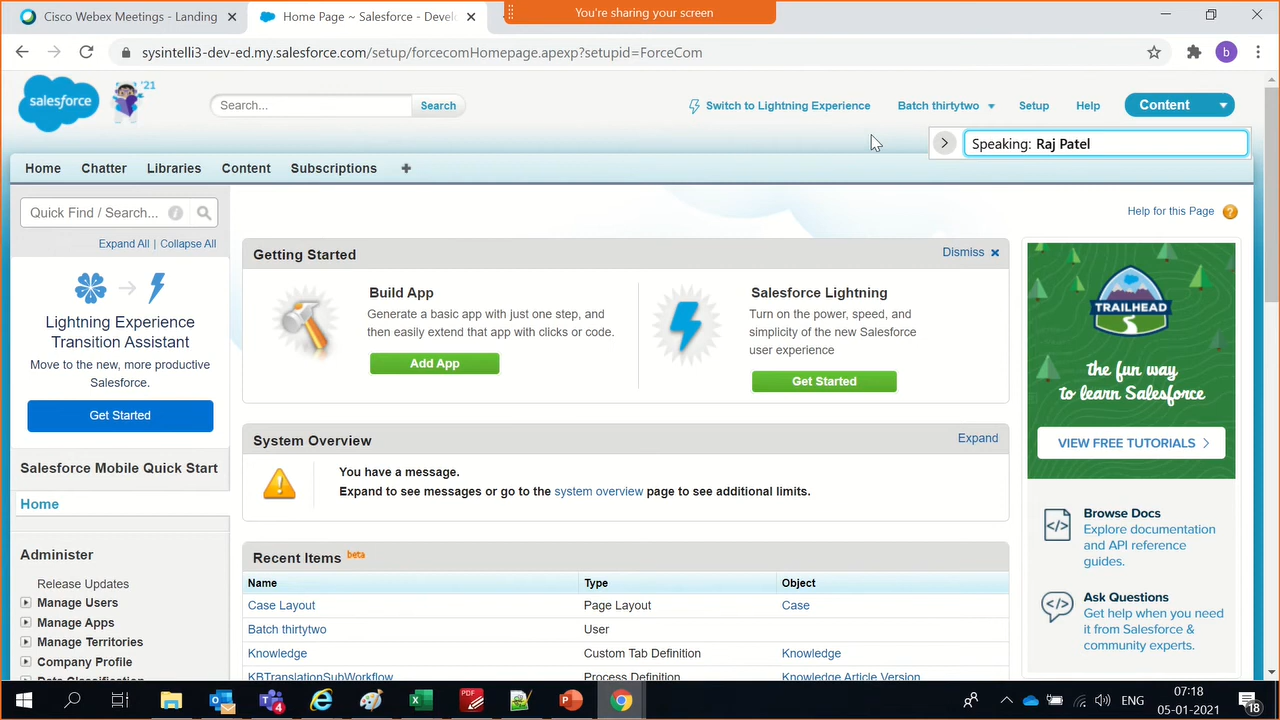 Cisco Webex Meetings - Landing
Home Page ~ Salesforce - Develo
You're sharing your screen
sysintelli3-dev-ed.my.salesforce.com/setup/forcecomHomepage.apexp?setupid=ForceCom
b
salesforce
'21
Search...
Search
Switch to Lightning Experience
Batch thirtytwo
Setup
Help
Content
Speaking: Raj Patel
Home
Chatter
Libraries
Content
Subscriptions
+
Quick Find / Search...
Expand All | Collapse All
Lightning Experience
Transition Assistant
Move to the new, more productive
Salesforce.
Get Started
Salesforce Mobile Quick Start
Home
Administer
Release Updates
Manage Users
Manage Apps
Manage Territories
Company Profile
Help for this Page ?
Getting Started
Dismiss
Build App
Generate a basic app with just one step, and
then easily extend that app with clicks or code.
Add App
Salesforce Lightning
Turn on the power, speed, and
simplicity of the new Salesforce
user experience
Get Started
System Overview
Expand
You have a message.
Expand to see messages or go to the system overview page to see additional limits.
Recent Items beta
Name Type Object
Case Layout Page Layout Case
Batch thirtytwo User
Knowledge Custom Tab Definition Knowledge
KBTranslationSubWorkflow Process Definition Knowledge Article Version
TRAILHEAD
the fun way
to learn Salesforce
VIEW FREE TUTORIALS
Browse Docs
Explore documentation
and API reference
guides.
Ask Questions
Get help when you need
it from Salesforce &
community experts.
PDF
4
ENG
07:18
05-01-2021
18